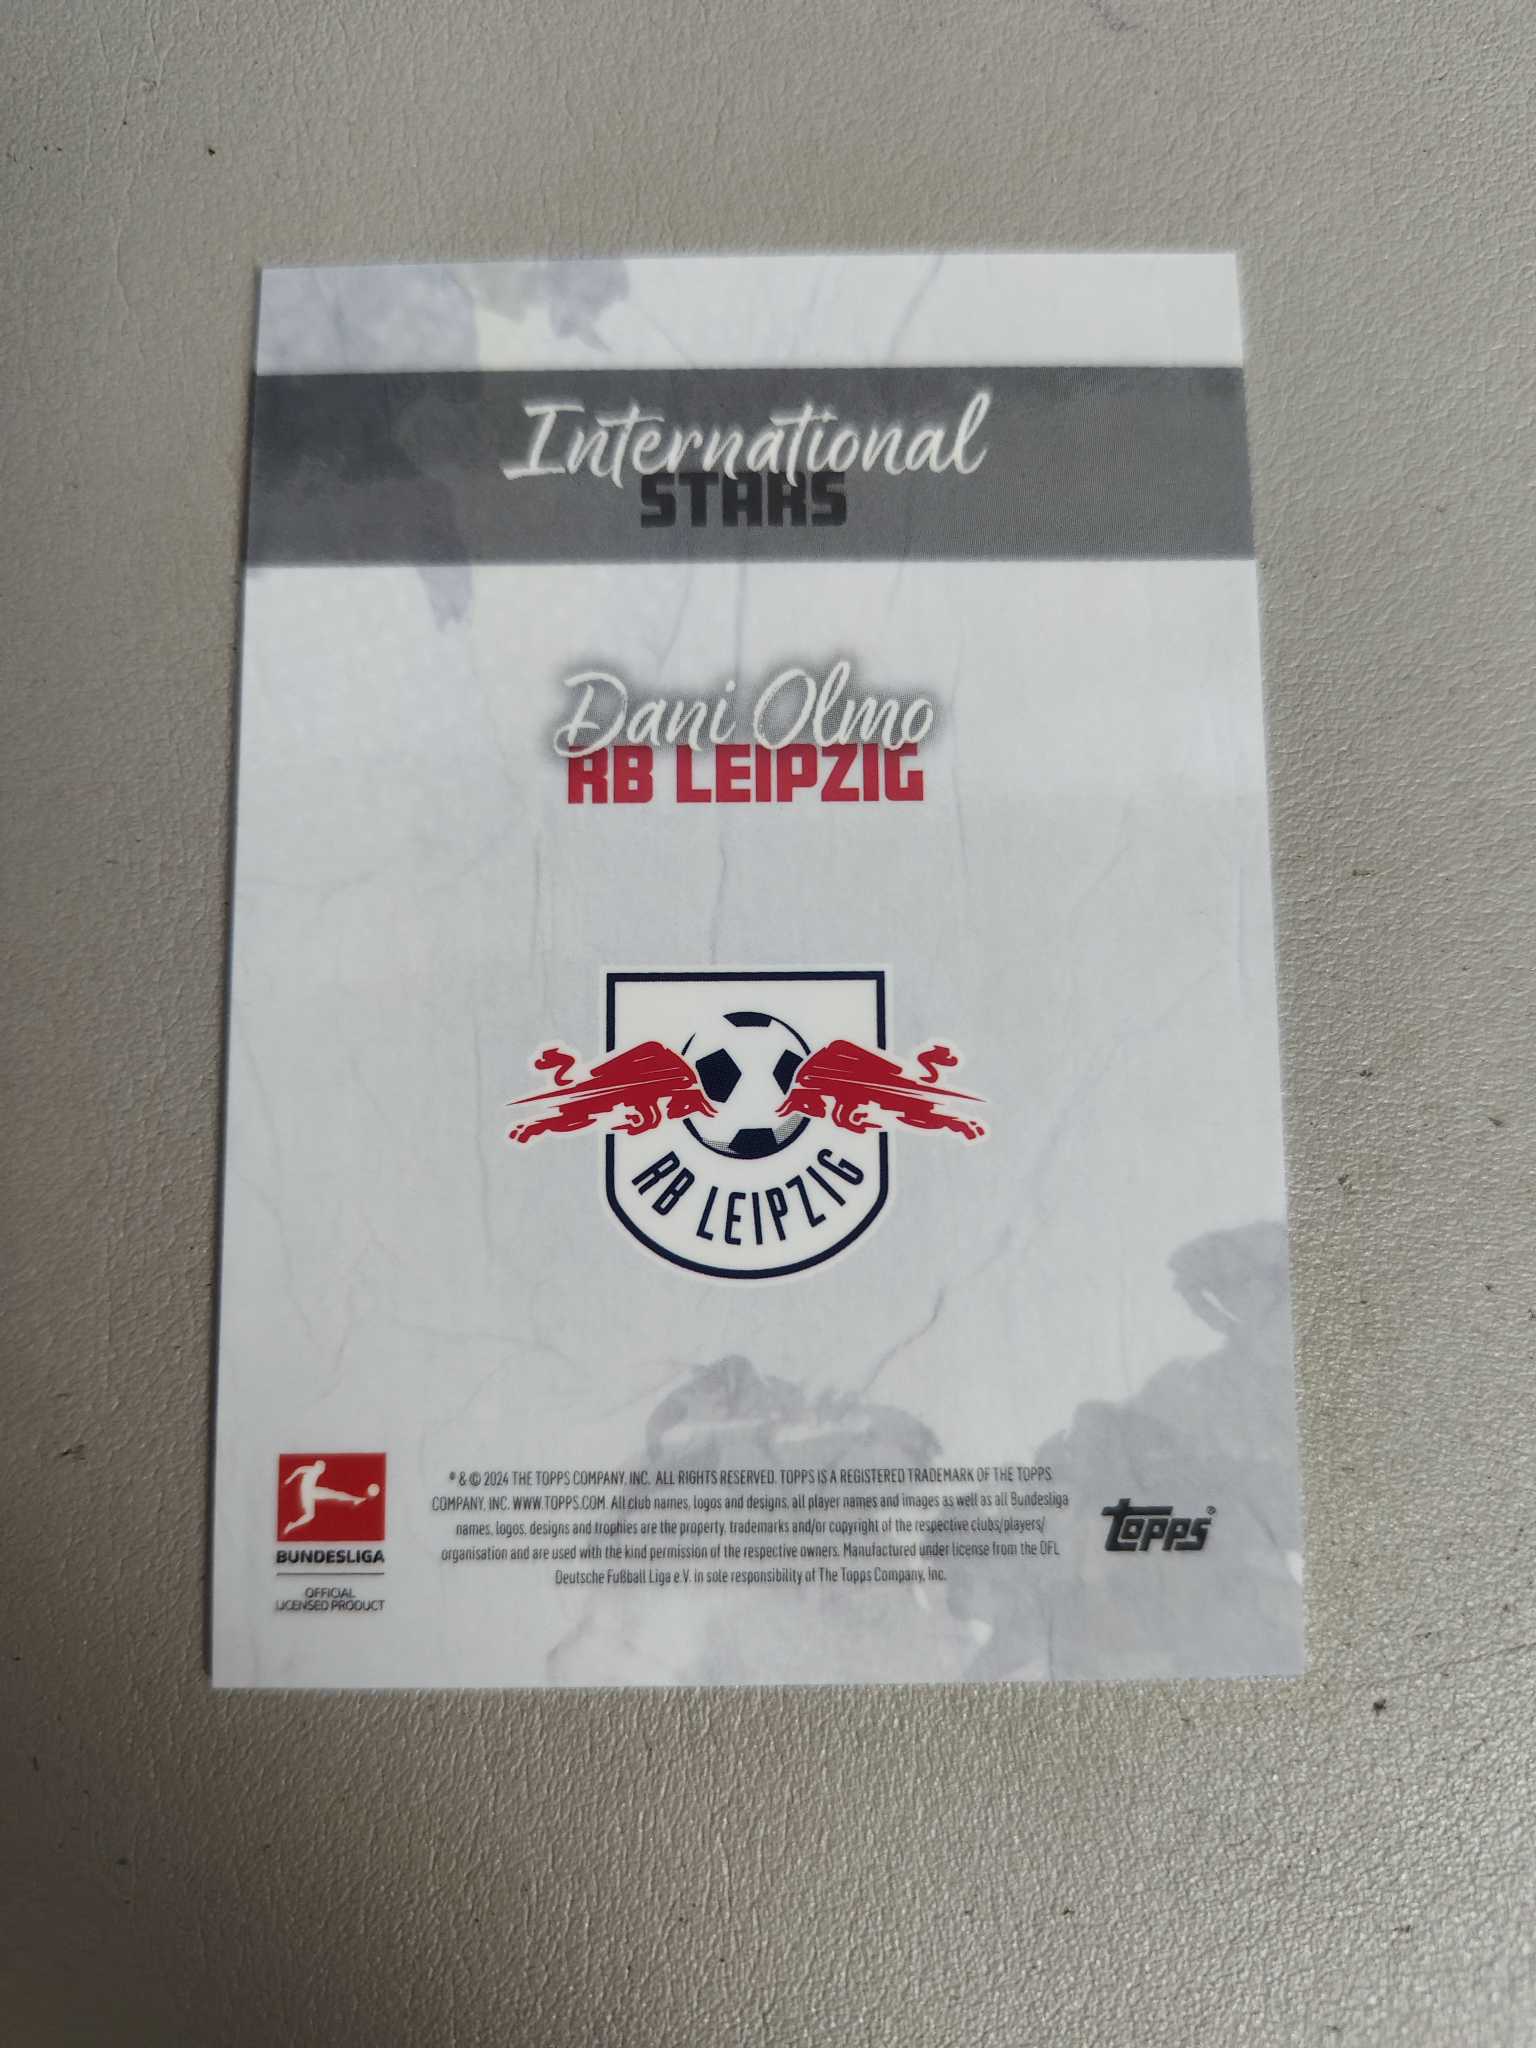 International
STARS
Dani Olmo
RB LEIPZIG
RB LEIPZIG
® & © 2024 THE TOPPS COMPANY, INC. ALL RIGHTS RESERVED. TOPPS IS A REGISTERED TRADEMARK OF THE TOPPS
COMPANY, INC. WWW.TOPPS.COM. All club names, logos and designs, all player names and images as well as all Bundesliga
names, logos, designs and trophies are the property, trademarks and/or copyright of the respective clubs/players/
organisation and are used with the kind permission of the respective owners. Manufactured under license from the DFL
Deutsche Fußball Liga e.V. in sole responsibility of The Topps Company, Inc.
BUNDESLIGA
OFFICIAL
LICENSED PRODUCT
topps®